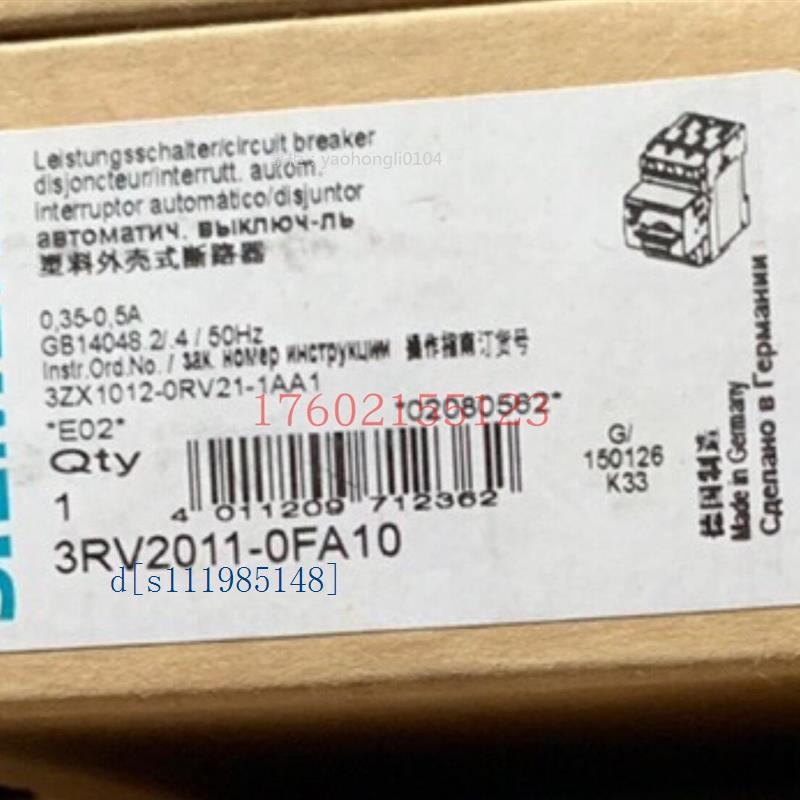 Leistungsschalter/circuit breaker
yaohongli0104
disjoncteur/interrutt. autom.
interruptor automático/disjuntor
автоматич. выключ-ль
塑料外壳式断路器
0,35-0,5A
GB14048.2/.4 / 50Hz
Instr.Ord.No. / зак. номер инструкции 操作指南订货号
3ZX1012-0RV21-1AA1
17602155123
*02080562*
"E02"
Qty
1
4 011209 712362
G/
150126
K33
德国制造
Made in Germany
Сделано в Германии
3RV2011-0FA10
d[s111985148]